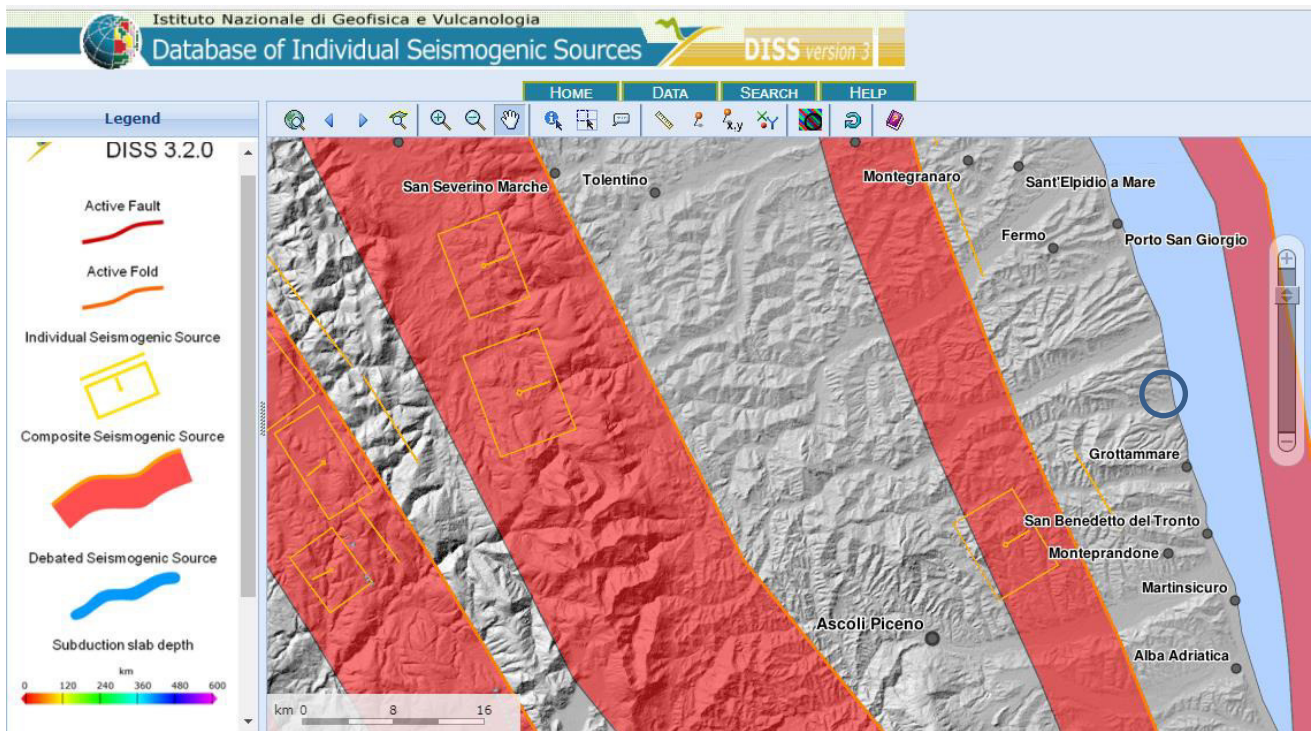 Istituto Nazionale di Geofisica e Vulcanologia
Database of Individual Seismogenic Sources
DISS version 3
HOME DATA SEARCH HELP
Legend
DISS 3.2.0
Active Fault
Active Fold
Individual Seismogenic Source
Composite Seismogenic Source
Debated Seismogenic Source
Subduction slab depth
km
0 120 240 360 480 600
x,y
San Severino Marche
Tolentino
Montegranaro
Sant'Elpidio a Mare
Fermo
Porto San Giorgio
Grottammare
San Benedetto del Tronto
Monteprandone
Martinsicuro
Ascoli Piceno
Alba Adriatica
km 0 8 16